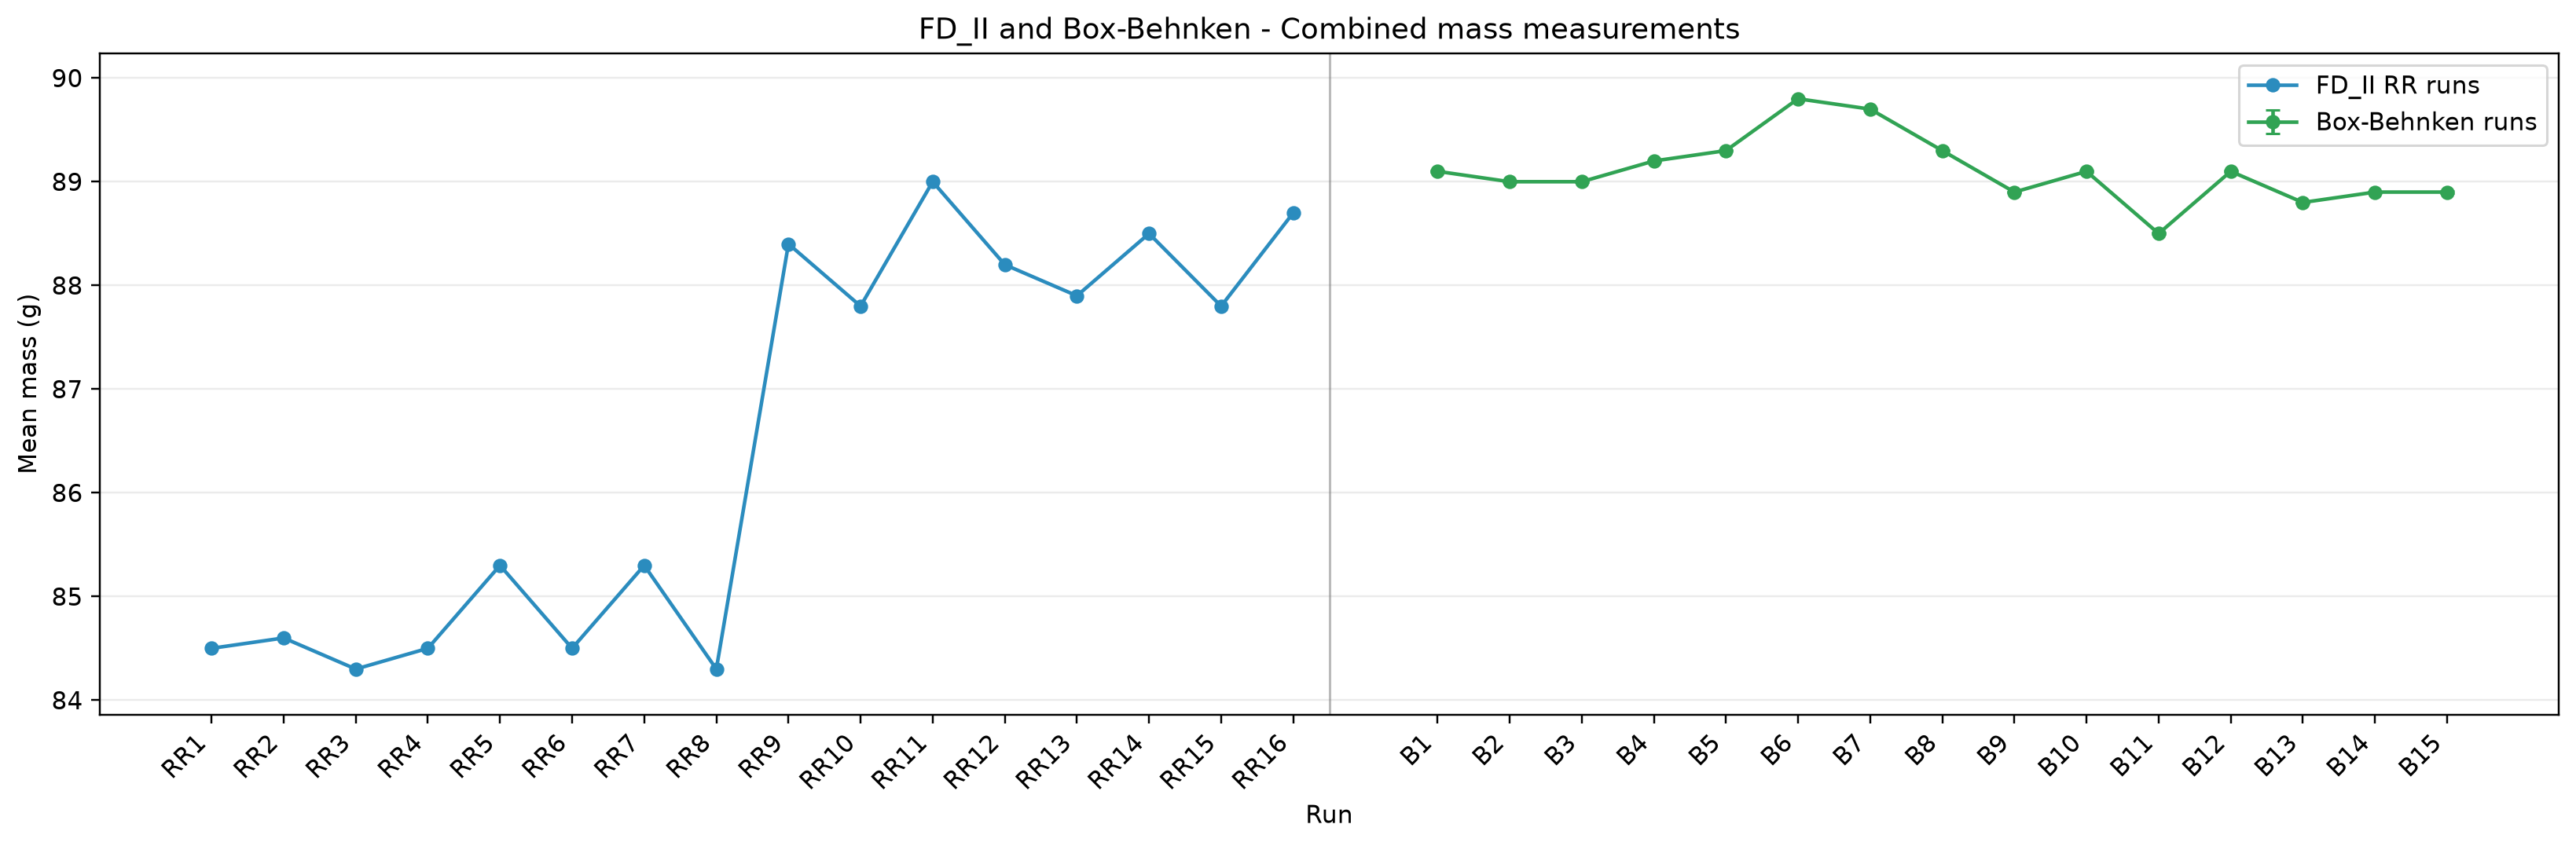 FD_II and Box-Behnken - Combined mass measurements
FD_II RR runs
Box-Behnken runs
Mean mass (g)
90
89
88
87
86
85
84
RR1 RR2 RR3 RR4 RR5 RR6 RR7 RR8 RR9 RR10 RR11 RR12 RR13 RR14 RR15 RR16 B1 B2 B3 B4 B5 B6 B7 B8 B9 B10 B11 B12 B13 B14 B15
Run